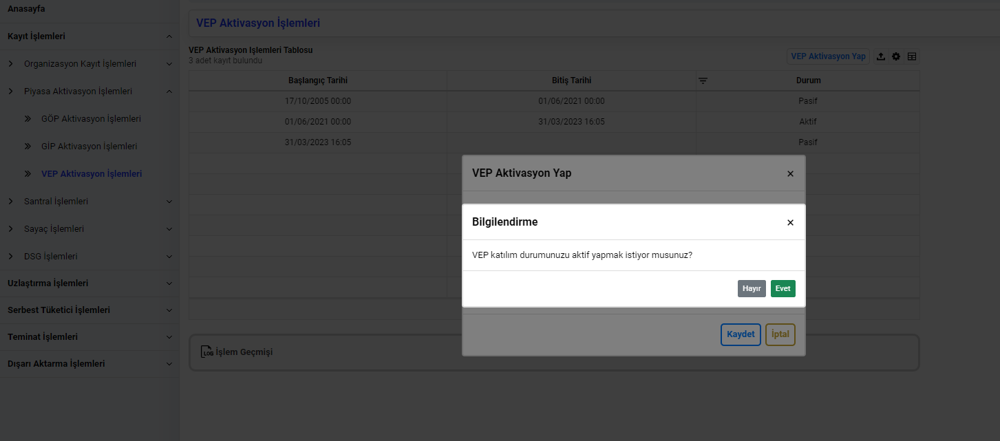 Anasayfa
Kayıt İşlemleri
Organizasyon Kayıt İşlemleri
Piyasa Aktivasyon İşlemleri
GÖP Aktivasyon İşlemleri
GİP Aktivasyon İşlemleri
VEP Aktivasyon İşlemleri
Santral İşlemleri
Sayaç İşlemleri
DSG İşlemleri
Uzlaştırma İşlemleri
Serbest Tüketici İşlemleri
Teminat İşlemleri
Dışarı Aktarma İşlemleri
VEP Aktivasyon İşlemleri
VEP Aktivasyon Işlemleri Tablosu
3 adet kayıt bulundu
VEP Aktivasyon Yap
Başlangıç Tarihi Bitiş Tarihi Durum
17/10/2005 00:00 01/06/2021 00:00 Pasif
01/06/2021 00:00 31/03/2023 16:05 Aktif
31/03/2023 16:05 Pasif
VEP Aktivasyon Yap
Bilgilendirme
VEP katılım durumunuzu aktif yapmak istiyor musunuz?
Hayır Evet
Kaydet İptal
LOG İşlem Geçmişi